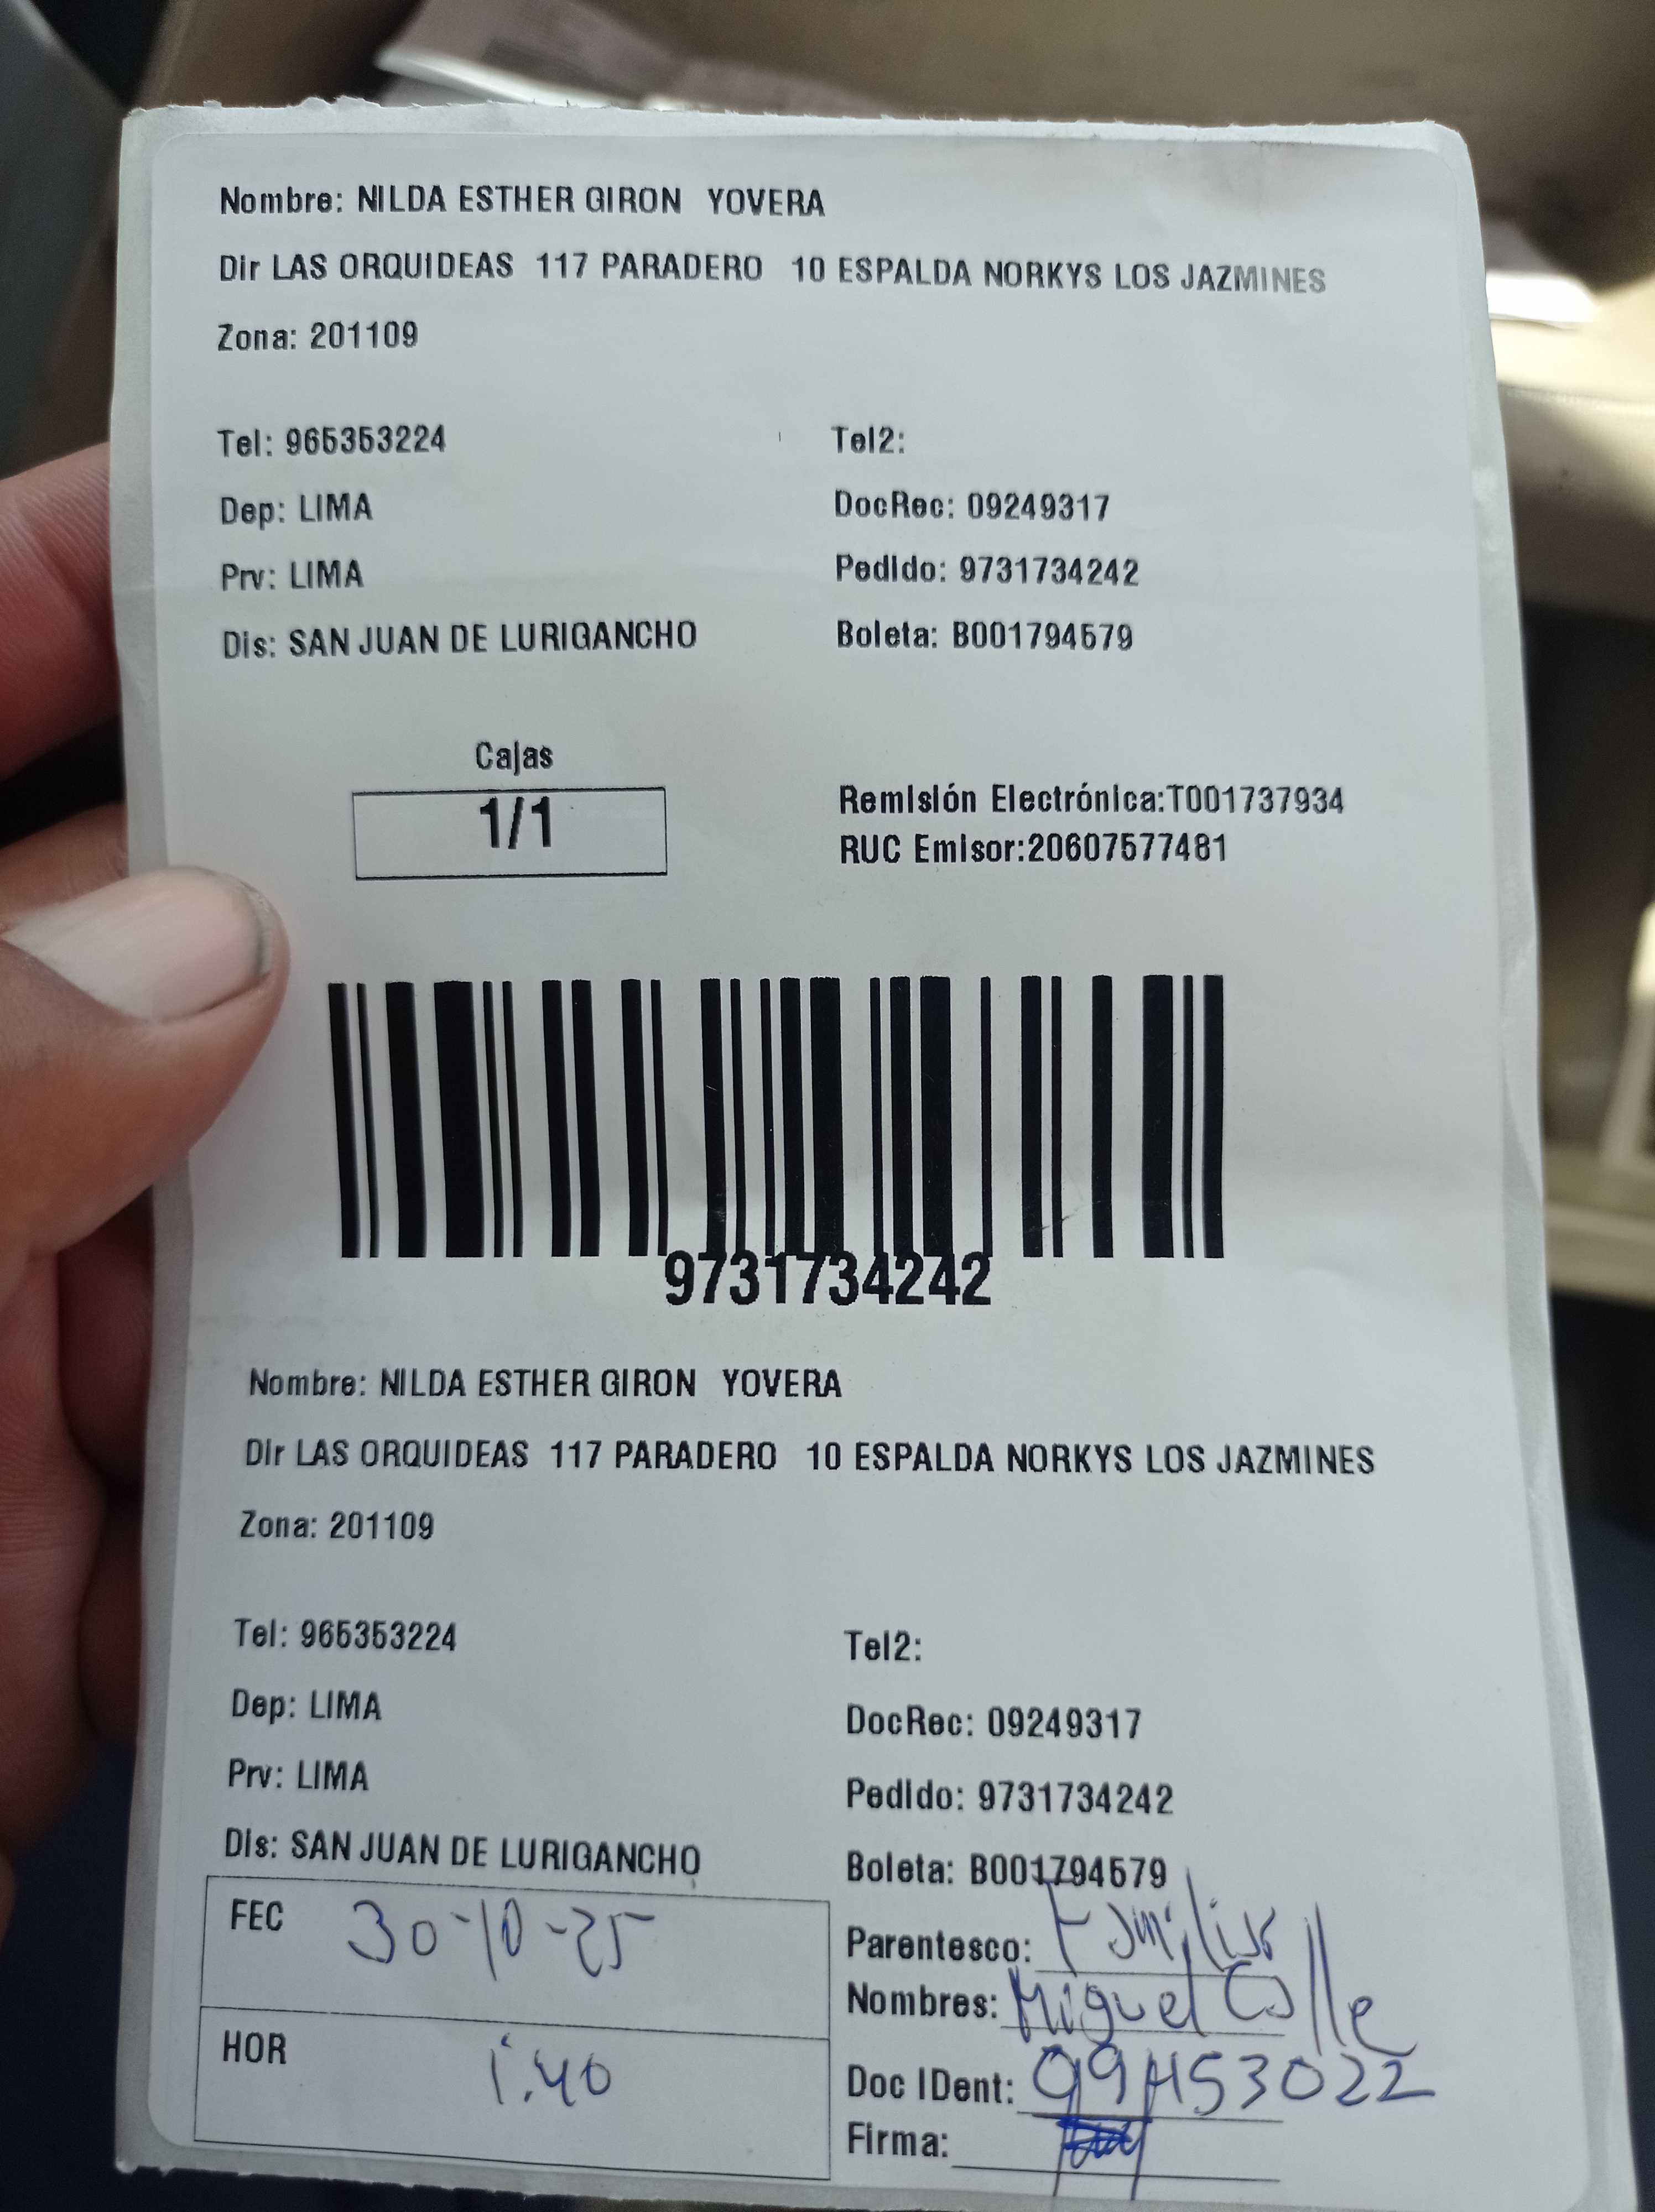 Nombre: NILDA ESTHER GIRON YOVERA
Dir LAS ORQUIDEAS 117 PARADERO 10 ESPALDA NORKYS LOS JAZMINES
Zona: 201109
Tel: 965353224 Tel2:
Dep: LIMA DocRec: 09249317
Prv: LIMA Pedido: 9731734242
Dis: SAN JUAN DE LURIGANCHO Boleta: B001794579
Cajas
1/1
Remisión Electrónica:T001737934
RUC Emisor:20607577481
9731734242
Nombre: NILDA ESTHER GIRON YOVERA
Dir LAS ORQUIDEAS 117 PARADERO 10 ESPALDA NORKYS LOS JAZMINES
Zona: 201109
Tel: 965353224 Tel2:
Dep: LIMA DocRec: 09249317
Prv: LIMA Pedido: 9731734242
Dis: SAN JUAN DE LURIGANCHO Boleta: B001794579
FEC 30-10-25
HOR 1:40
Parentesco: Familiar
Nombres: Miguel Calle
Doc IDent:
Firma: